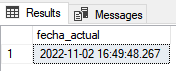 Results Messages
fecha_actual
1 2022-11-02 16:49:48.267